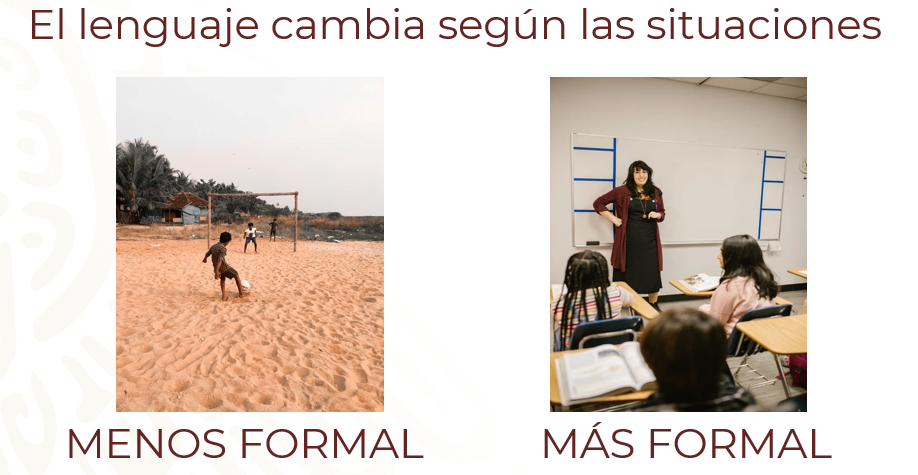 El lenguaje cambia según las situaciones
MENOS FORMAL
MÁS FORMAL